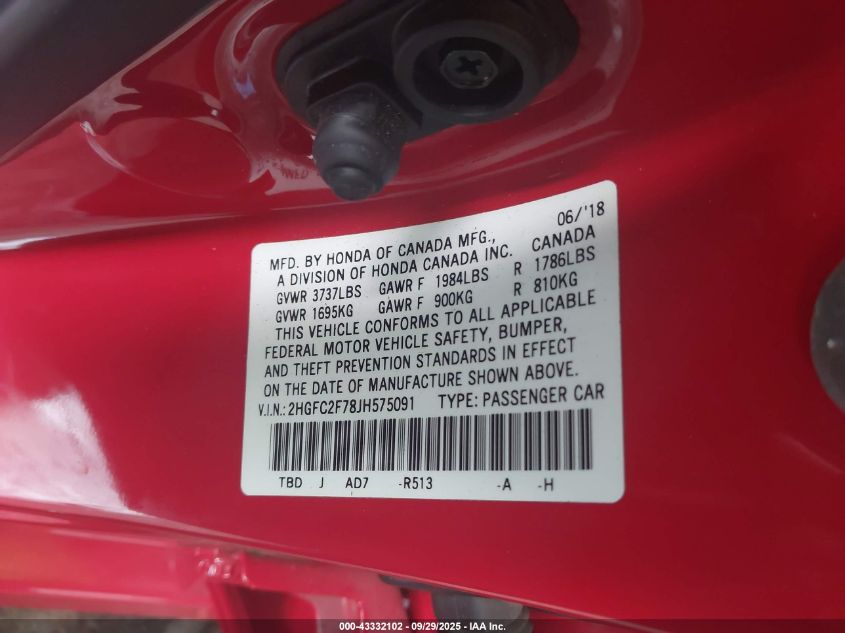 06/'18
MFD. BY HONDA OF CANADA MFG.,
A DIVISION OF HONDA CANADA INC. CANADA
GVWR 3737LBS GAWR F 1984LBS R 1786LBS
GVWR 1695KG GAWR F 900KG R 810KG
THIS VEHICLE CONFORMS TO ALL APPLICABLE
FEDERAL MOTOR VEHICLE SAFETY, BUMPER,
AND THEFT PREVENTION STANDARDS IN EFFECT
ON THE DATE OF MANUFACTURE SHOWN ABOVE.
V.I.N.: 2HGFC2F78JH575091 TYPE: PASSENGER CAR
TBD J AD7 -R513 -A -H
000-43332102 - 09/29/2025 - IAA Inc.